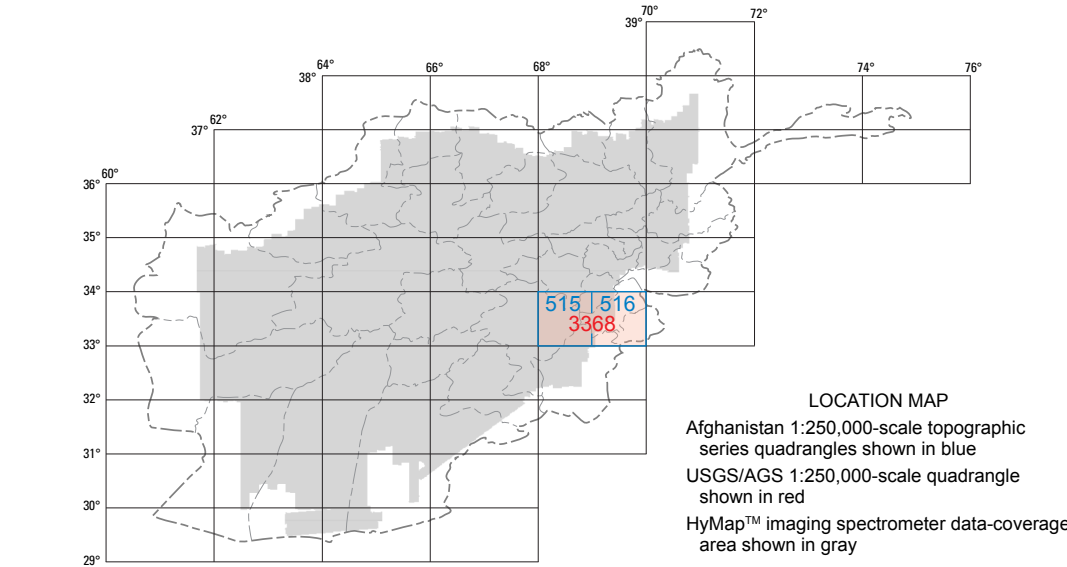 70°
39° 72°
64° 66° 68° 74° 76°
38°
62°
37°
60°
36°
35°
34°
515 516
3368
33°
32°
31°
30°
29°
LOCATION MAP
Afghanistan 1:250,000-scale topographic
series quadrangles shown in blue
USGS/AGS 1:250,000-scale quadrangle
shown in red
HyMap™ imaging spectrometer data-coverage
area shown in gray